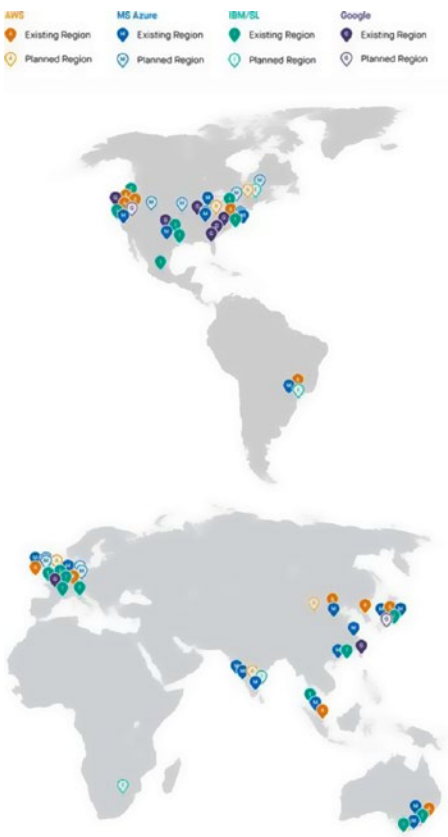 AWS MS Azure IBM/SL Google
Existing Region Existing Region Existing Region Existing Region
Planned Region Planned Region Planned Region Planned Region